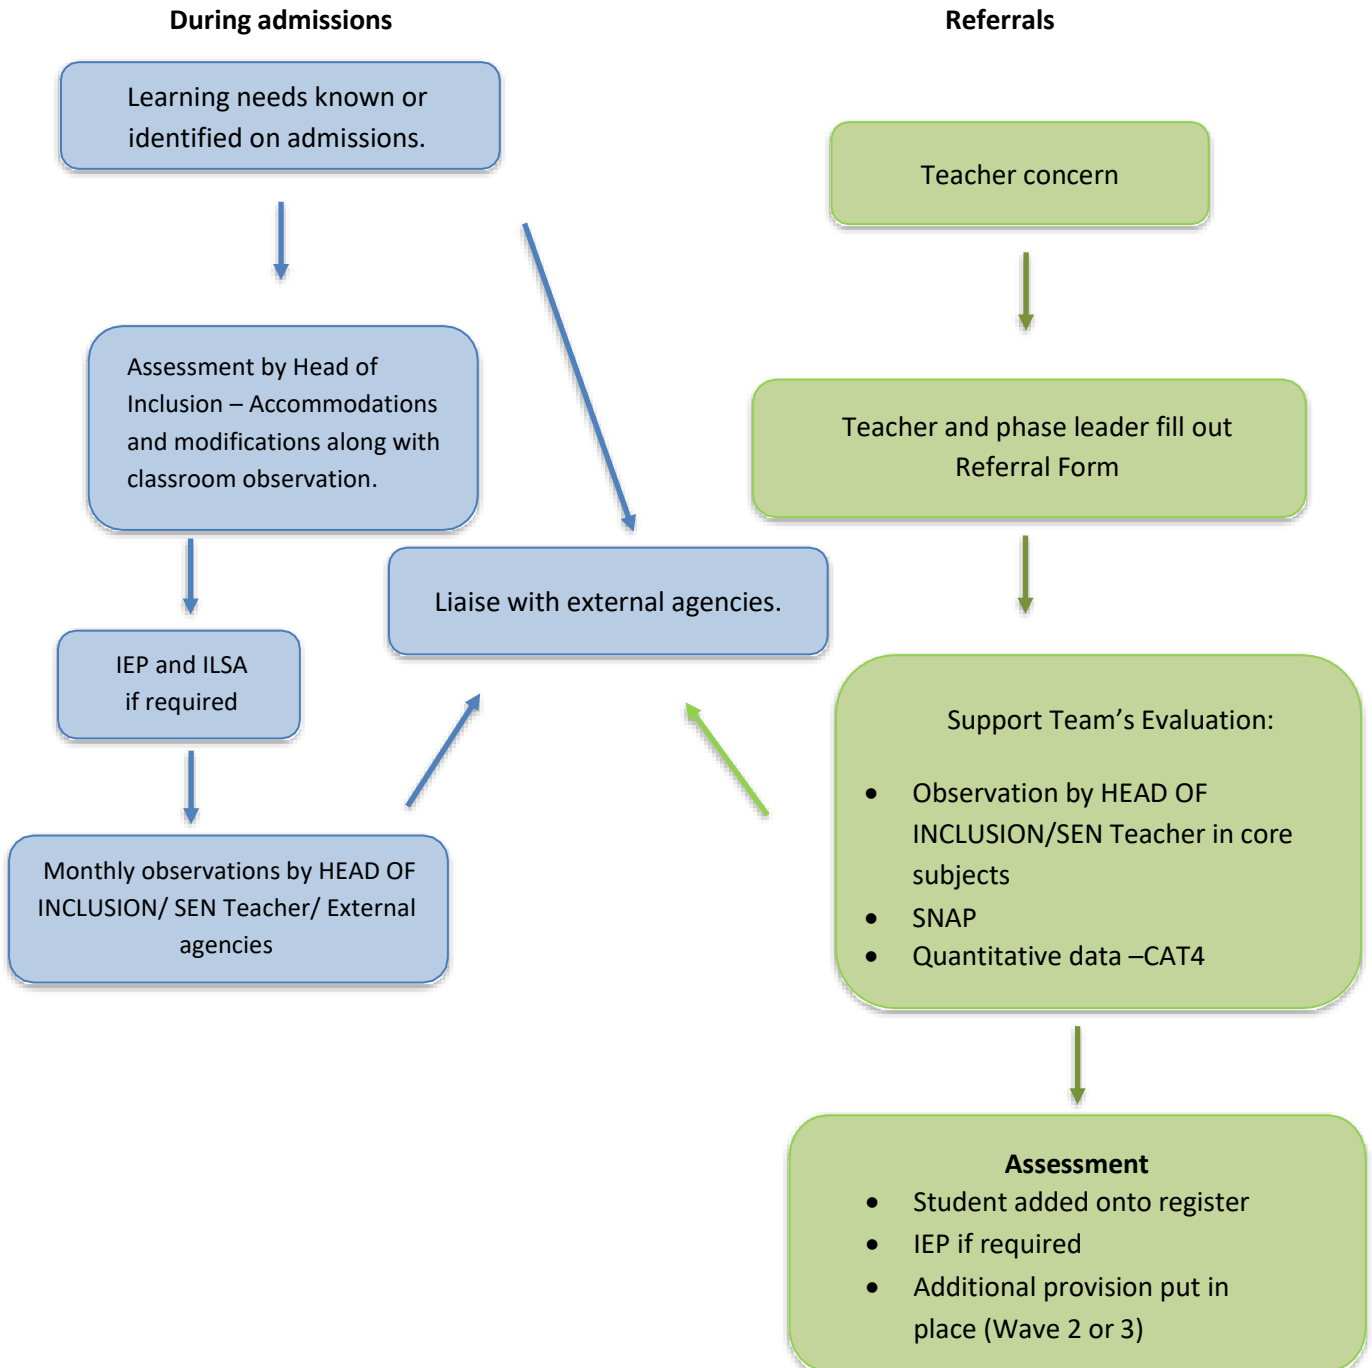 During admissions
Referrals
Learning needs known or
identified on admissions.
Teacher concern
Assessment by Head of
Inclusion – Accommodations
and modifications along with
classroom observation.
Teacher and phase leader fill out
Referral Form
Liaise with external agencies.
IEP and ILSA
if required
Monthly observations by HEAD OF
INCLUSION/ SEN Teacher/ External
agencies
Support Team’s Evaluation:
• Observation by HEAD OF
INCLUSION/SEN Teacher in core
subjects
• SNAP
• Quantitative data –CAT4
Assessment
• Student added onto register
• IEP if required
• Additional provision put in
place (Wave 2 or 3)